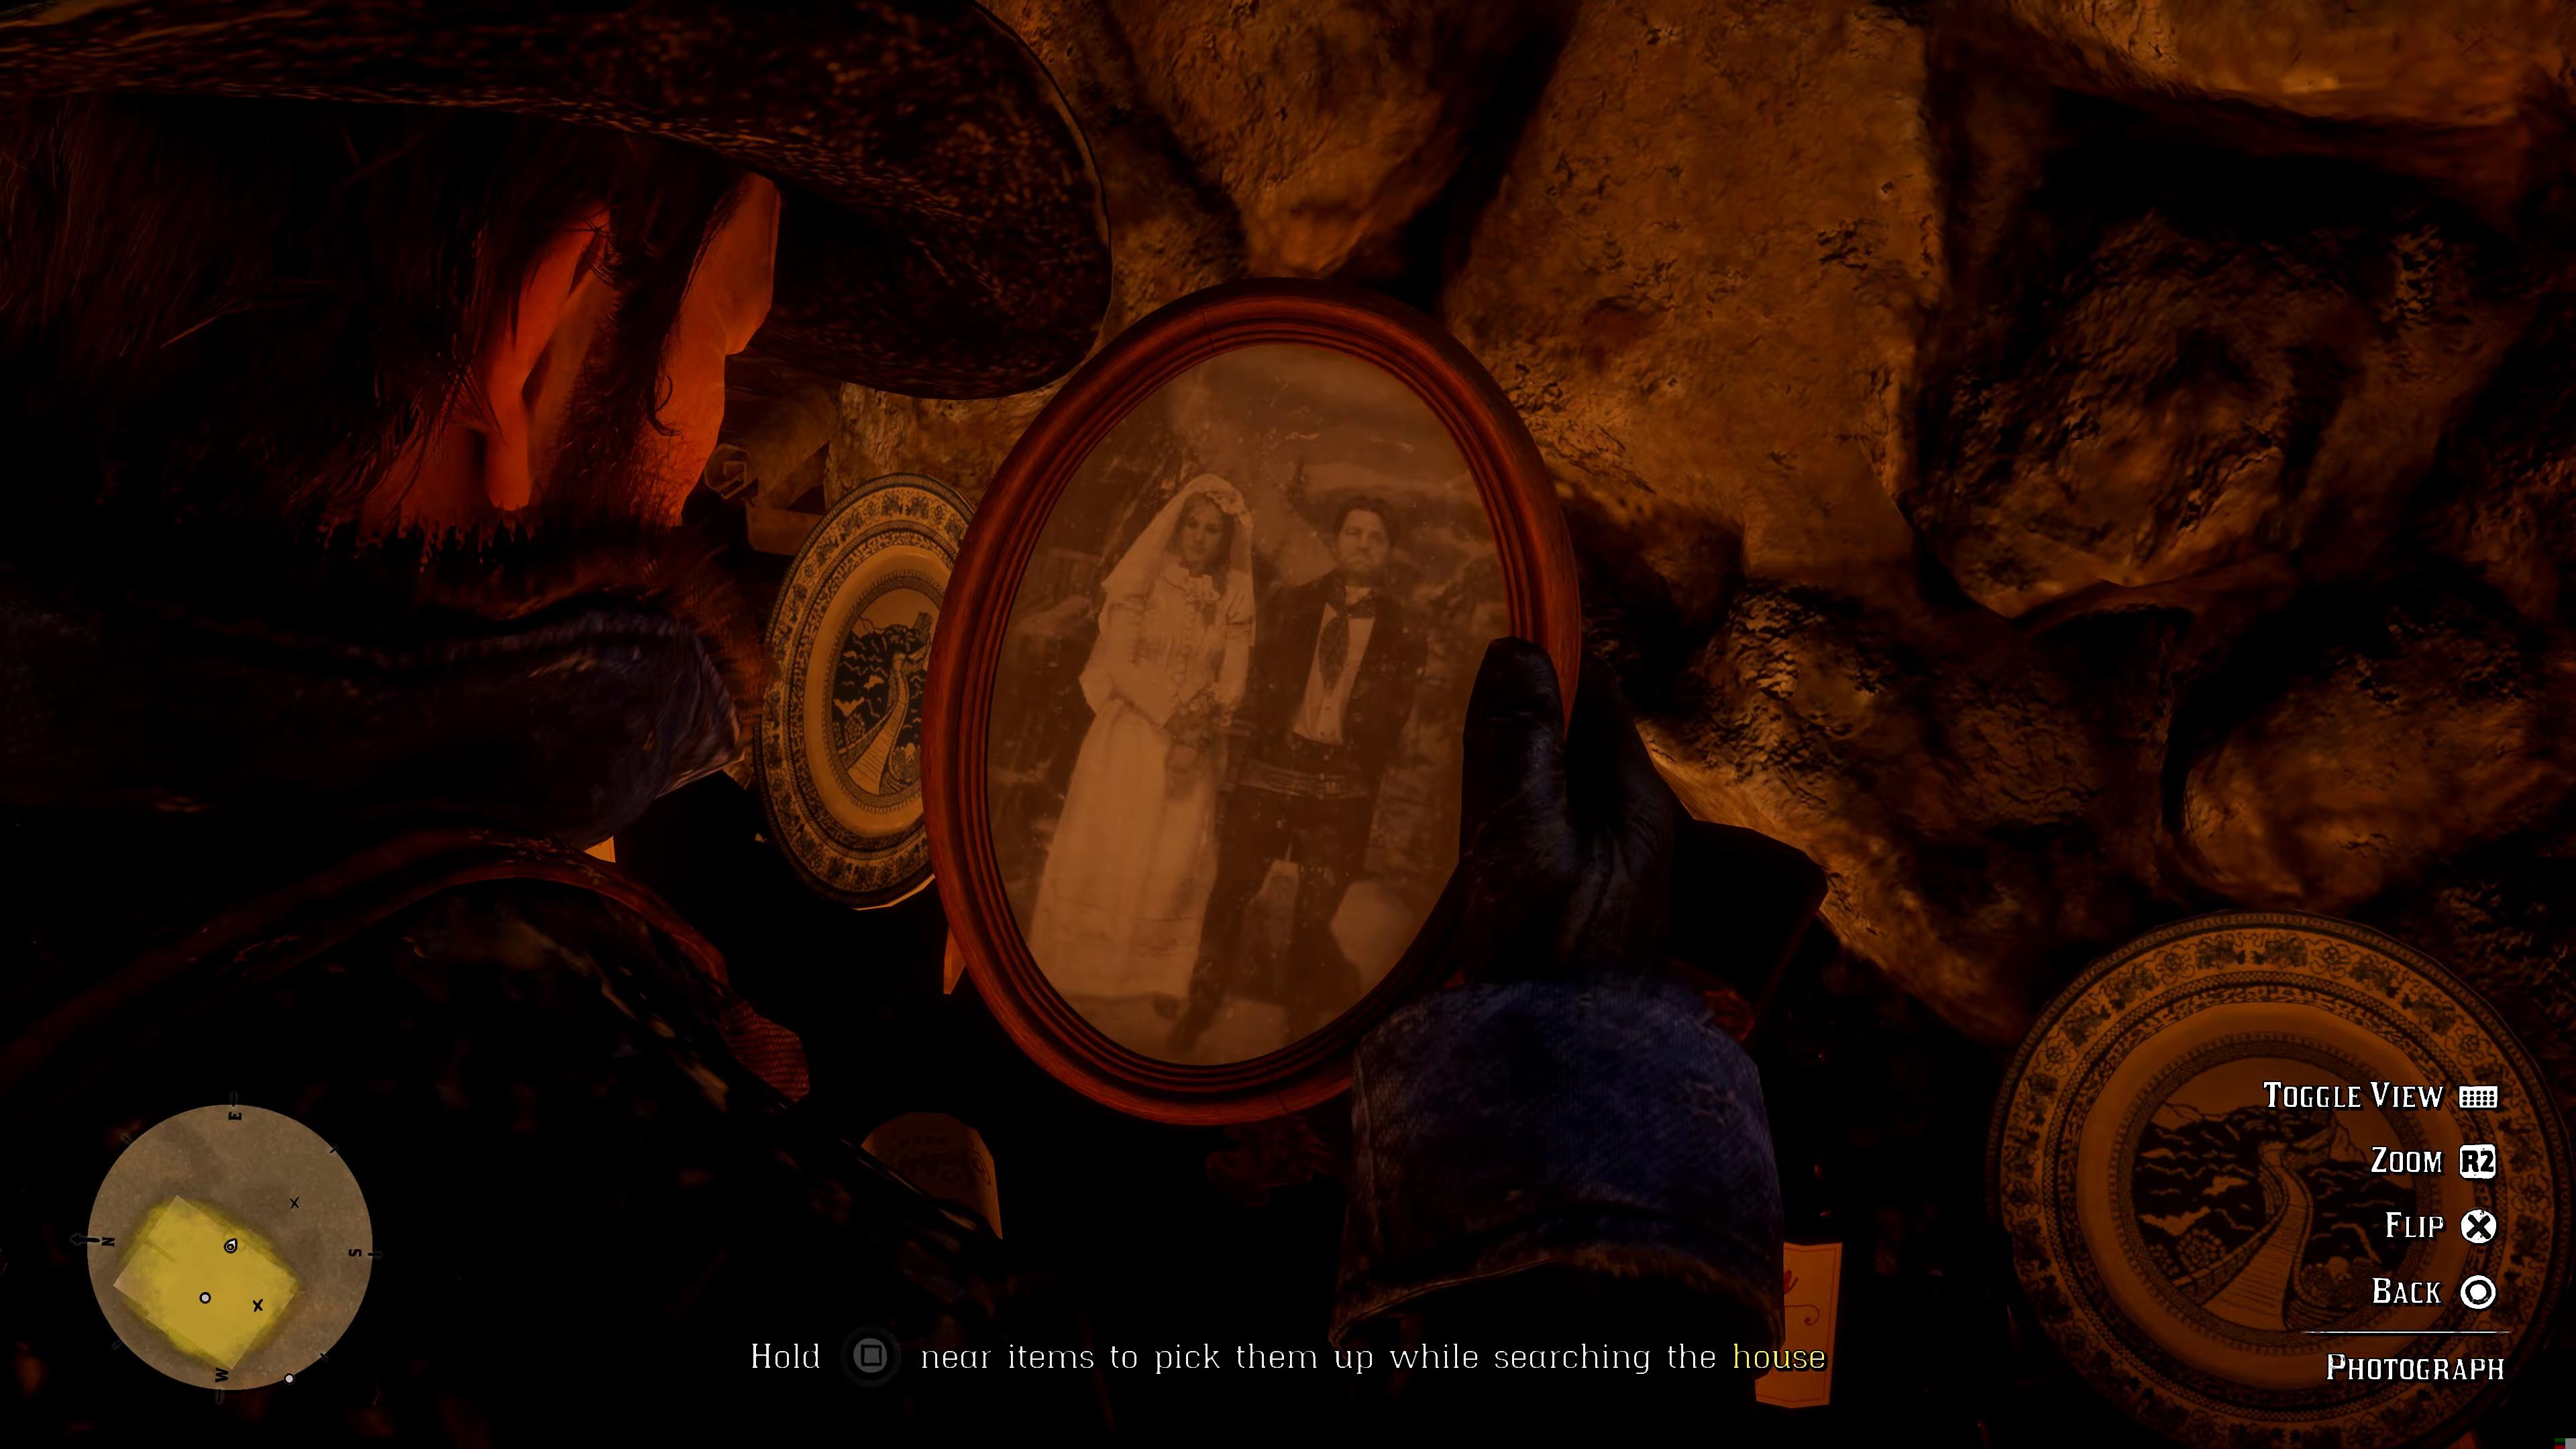 E
N
S
W
Toggle View
Zoom R2
Flip
Back
Hold near items to pick them up while searching the house
Photograph